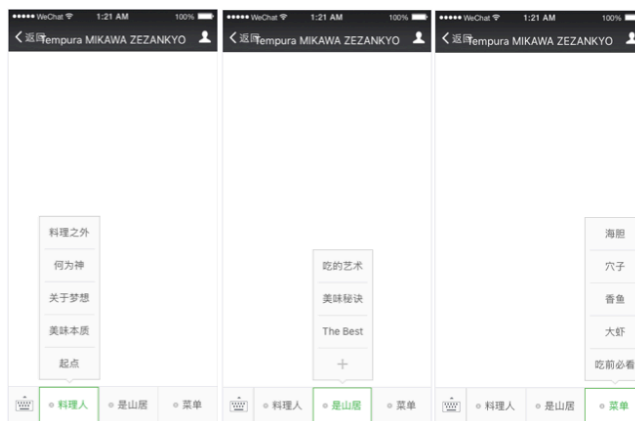 WeChat 1:21 AM 100%
返回 Tempura MIKAWA ZEZANKYO
料理之外
何为神
关于梦想
美味本质
起点
料理人 是山居 菜单
WeChat 1:21 AM 100%
返回 Tempura MIKAWA ZEZANKYO
吃的艺术
美味秘诀
The Best
+
料理人 是山居 菜单
WeChat 1:21 AM 100%
返回 Tempura MIKAWA ZEZANKYO
海胆
穴子
香鱼
大虾
吃前必看
料理人 是山居 菜单